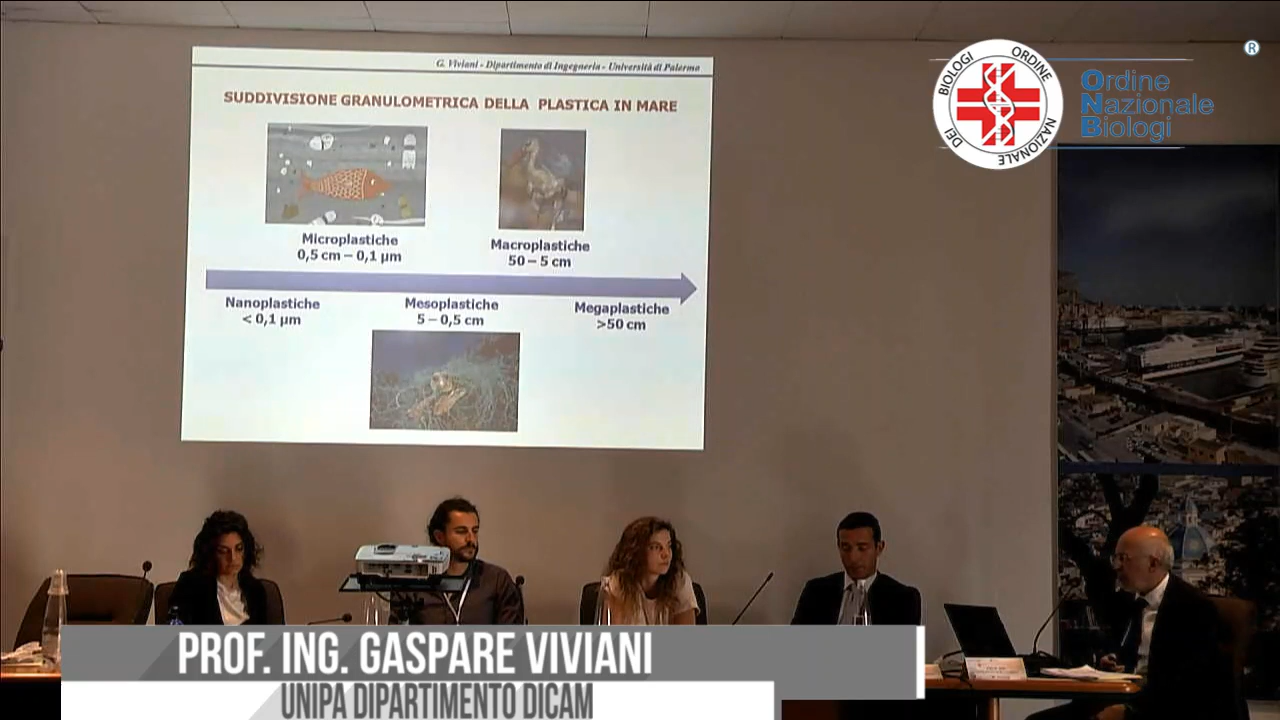 G. Viviani - Dipartimento di Ingegneria - Università di Palermo
SUDDIVISIONE GRANULOMETRICA DELLA PLASTICA IN MARE
Microplastiche
0,5 cm – 0,1 µm
Macroplastiche
50 – 5 cm
Nanoplastiche
< 0,1 µm
Mesoplastiche
5 – 0,5 cm
Megaplastiche
>50 cm
ORDINE NAZIONALE DEI BIOLOGI
Ordine
Nazionale
Biologi
®
PROF. ING. GASPARE VIVIANI
UNIPA DIPARTIMENTO DICAM